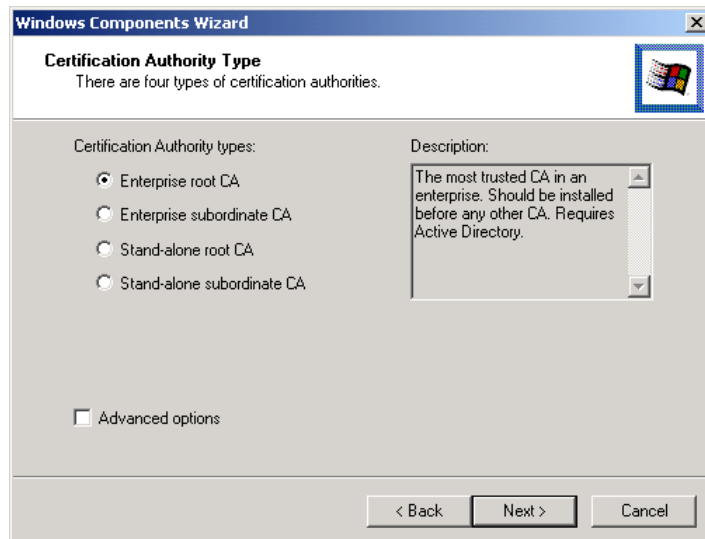 Windows Components Wizard
Certification Authority Type
There are four types of certification authorities.
Certification Authority types:
Enterprise root CA
Enterprise subordinate CA
Stand-alone root CA
Stand-alone subordinate CA
Description:
The most trusted CA in an
enterprise. Should be installed
before any other CA. Requires
Active Directory.
Advanced options
< Back
Next >
Cancel